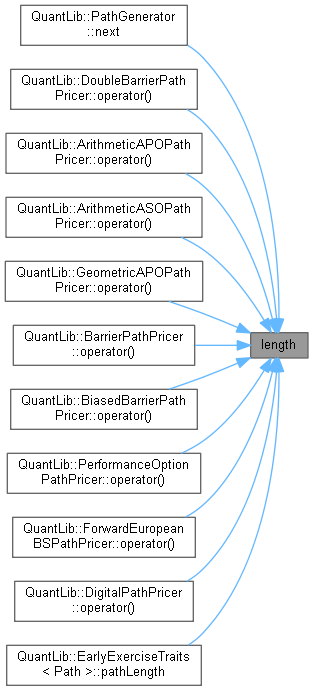 QuantLib::PathGenerator
::next
QuantLib::DoubleBarrierPath
Pricer::operator()
QuantLib::ArithmeticAPOPath
Pricer::operator()
QuantLib::ArithmeticASOPath
Pricer::operator()
QuantLib::GeometricAPOPath
Pricer::operator()
length
QuantLib::BarrierPathPricer
::operator()
QuantLib::BiasedBarrierPath
Pricer::operator()
QuantLib::PerformanceOption
PathPricer::operator()
QuantLib::ForwardEuropean
BSPathPricer::operator()
QuantLib::DigitalPathPricer
::operator()
QuantLib::EarlyExerciseTraits
< Path >::pathLength